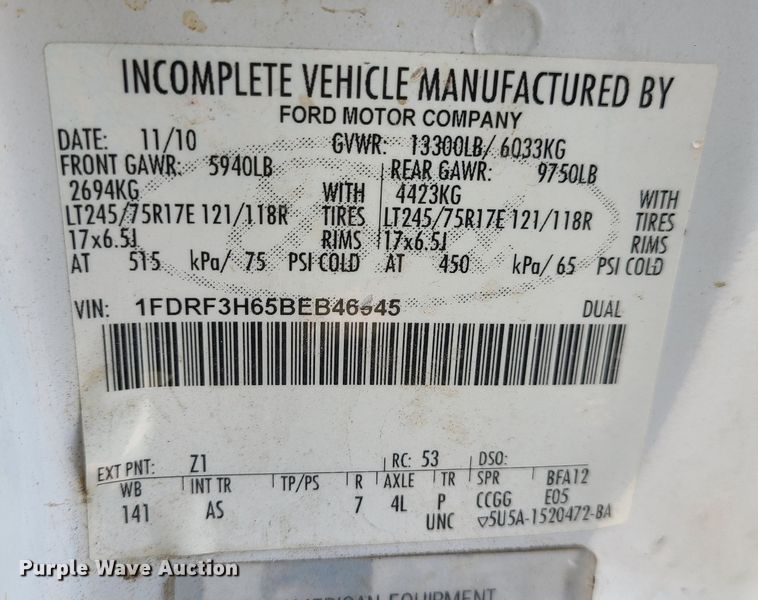 INCOMPLETE VEHICLE MANUFACTURED BY
FORD MOTOR COMPANY
DATE: 11/10 GVWR: 13300LB/ 6033KG
FRONT GAWR: 5940LB REAR GAWR: 9750LB
2694KG WITH 4423KG WITH
LT245/75R17E 121/118R TIRES LT245/75R17E 121/118R TIRES
17x6.5J RIMS 17x6.5J RIMS
AT 515 kPa/ 75 PSI COLD AT 450 kPa/ 65 PSI COLD
VIN: DUAL
EXT PNT: Z1 RC: 53 DSO:
WB INT TR TP/PS R AXLE TR SPR BFA12
141 AS 7 4L P CCGG E05
UNC ▽5U5A-1520472-BA
Purple Wave Auction
EQUIPMENT